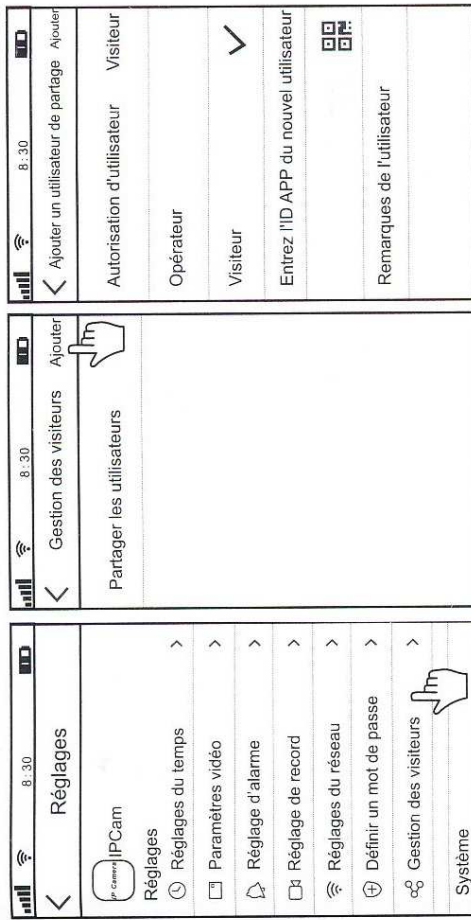 8:30
Réglages
IP Camera IPCam
Réglages
Réglages du temps
Paramètres vidéo
Réglage d'alarme
Réglage de record
Réglages du réseau
Définir un mot de passe
Gestion des visiteurs
Système
8:30
Gestion des visiteurs Ajouter
Partager les utilisateurs
8:30
Ajouter un utilisateur de partage Ajouter
Autorisation d'utilisateur Visiteur
Opérateur
Visiteur
Entrez l'ID APP du nouvel utilisateur
Remarques de l'utilisateur